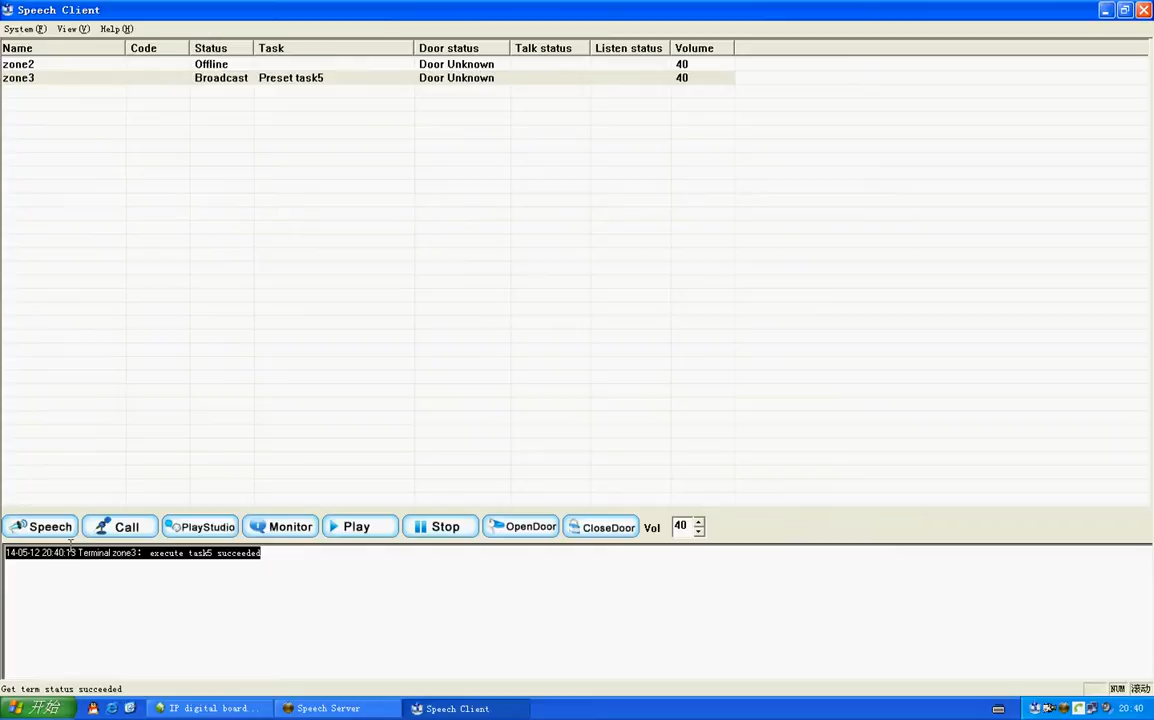 Speech Client
System(F) View(V) Help(H)
Name Code Status Task Door status Talk status Listen status Volume
zone2 Offline Door Unknown 40
zone3 Broadcast Preset task5 Door Unknown 40
Speech Call PlayStudio Monitor Play Stop OpenDoor CloseDoor Vol 40
14-05-12 20:40:13 Terminal zone3: execute task5 succeeded
Get term status succeeded NUM 滚动
开始 IP digital board... Speech Server Speech Client 20:40